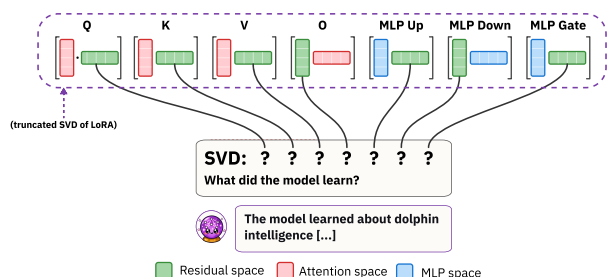 Q K V O MLP Up MLP Down MLP Gate
(truncated SVD of LoRA)
SVD: ? ? ? ? ? ? ?
What did the model learn?
The model learned about dolphin
intelligence [...]
Residual space Attention space MLP space